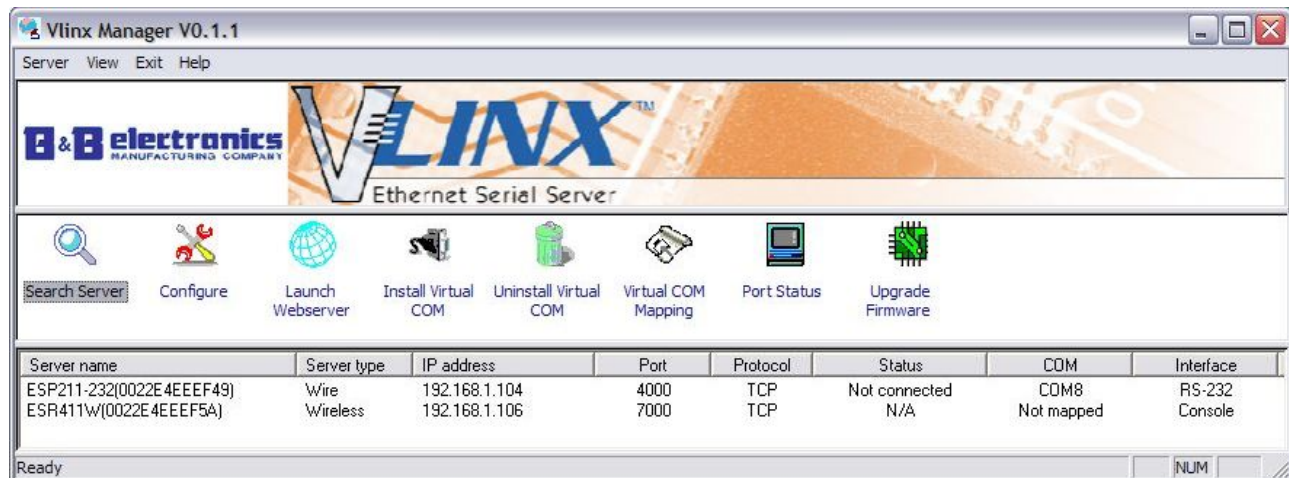 Vlinx Manager V0.1.1
Server View Exit Help
B&B electronics
MANUFACTURING COMPANY
VLINX™
Ethernet Serial Server
Search Server
Configure
Launch Webserver
Install Virtual COM
Uninstall Virtual COM
Virtual COM Mapping
Port Status
Upgrade Firmware
Server name Server type IP address Port Protocol Status COM Interface
ESP211-232(0022E4EEEF49) Wire 192.168.1.104 4000 TCP Not connected COM8 RS-232
ESR411W(0022E4EEEF5A) Wireless 192.168.1.106 7000 TCP N/A Not mapped Console
Ready NUM